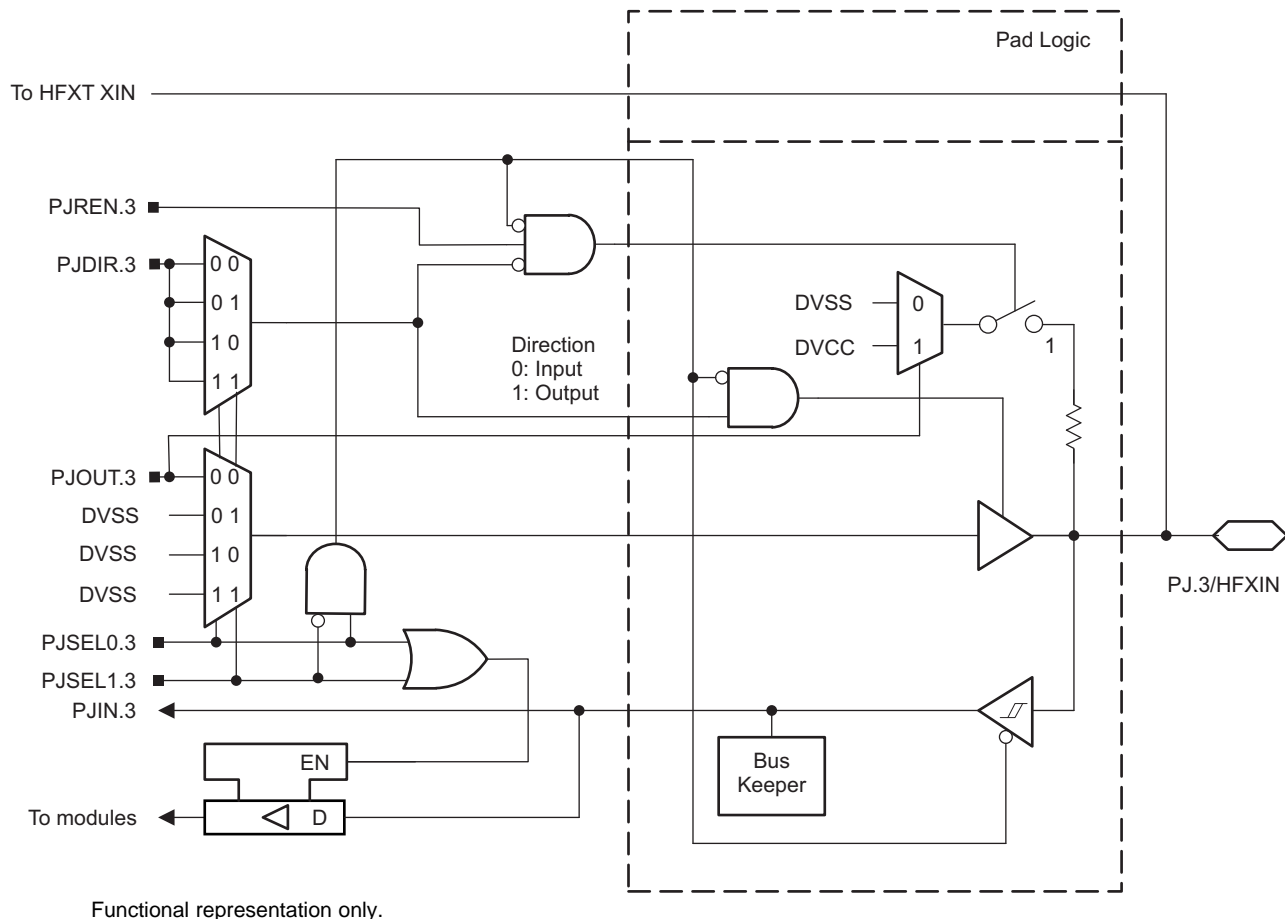 Pad Logic
To HFXT XIN
PJREN.3
PJDIR.3
0 0
0 1
1 0
1 1
Direction
0: Input
1: Output
DVSS
0
DVCC
1
1
PJOUT.3
0 0
DVSS
0 1
DVSS
1 0
DVSS
1 1
PJ.3/HFXIN
PJSEL0.3
PJSEL1.3
PJIN.3
EN
Bus
Keeper
To modules
D
Functional representation only.